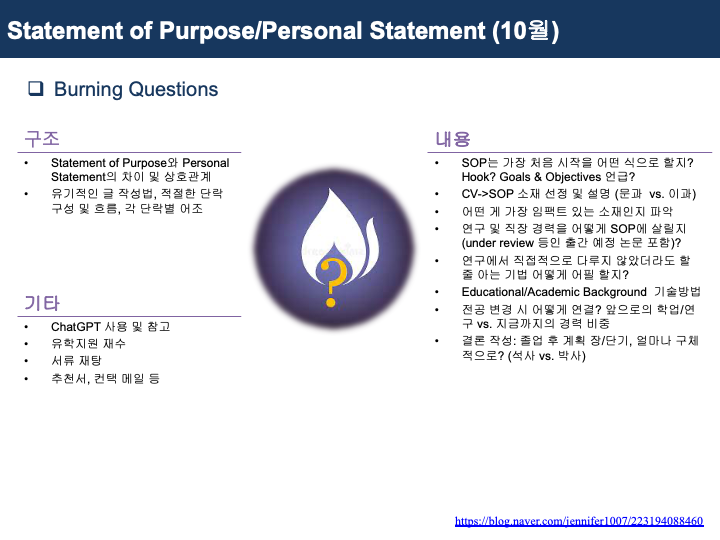 Statement of Purpose/Personal Statement (10월)
❑ Burning Questions
구조
• Statement of Purpose와 Personal
Statement의 차이 및 상호관계
• 유기적인 글 작성법, 적절한 단락
구성 및 흐름, 각 단락별 어조
기타
• ChatGPT 사용 및 참고
• 유학지원 재수
• 서류 재탕
• 추천서, 컨택 메일 등
?
내용
• SOP는 가장 처음 시작을 어떤 식으로 할지?
Hook? Goals & Objectives 언급?
• CV->SOP 소재 선정 및 설명 (문과 vs. 이과)
• 어떤 게 가장 임팩트 있는 소재인지 파악
• 연구 및 직장 경력을 어떻게 SOP에 살릴지
(under review 등인 출간 예정 논문 포함)?
• 연구에서 직접적으로 다루지 않았더라도 할
줄 아는 기법 어떻게 어필 할지?
• Educational/Academic Background 기술방법
• 전공 변경 시 어떻게 연결? 앞으로의 학업/연
구 vs. 지금까지의 경력 비중
• 결론 작성: 졸업 후 계획 장/단기, 얼마나 구체
적으로? (석사 vs. 박사)
https://blog.naver.com/jennifer1007/223194088460